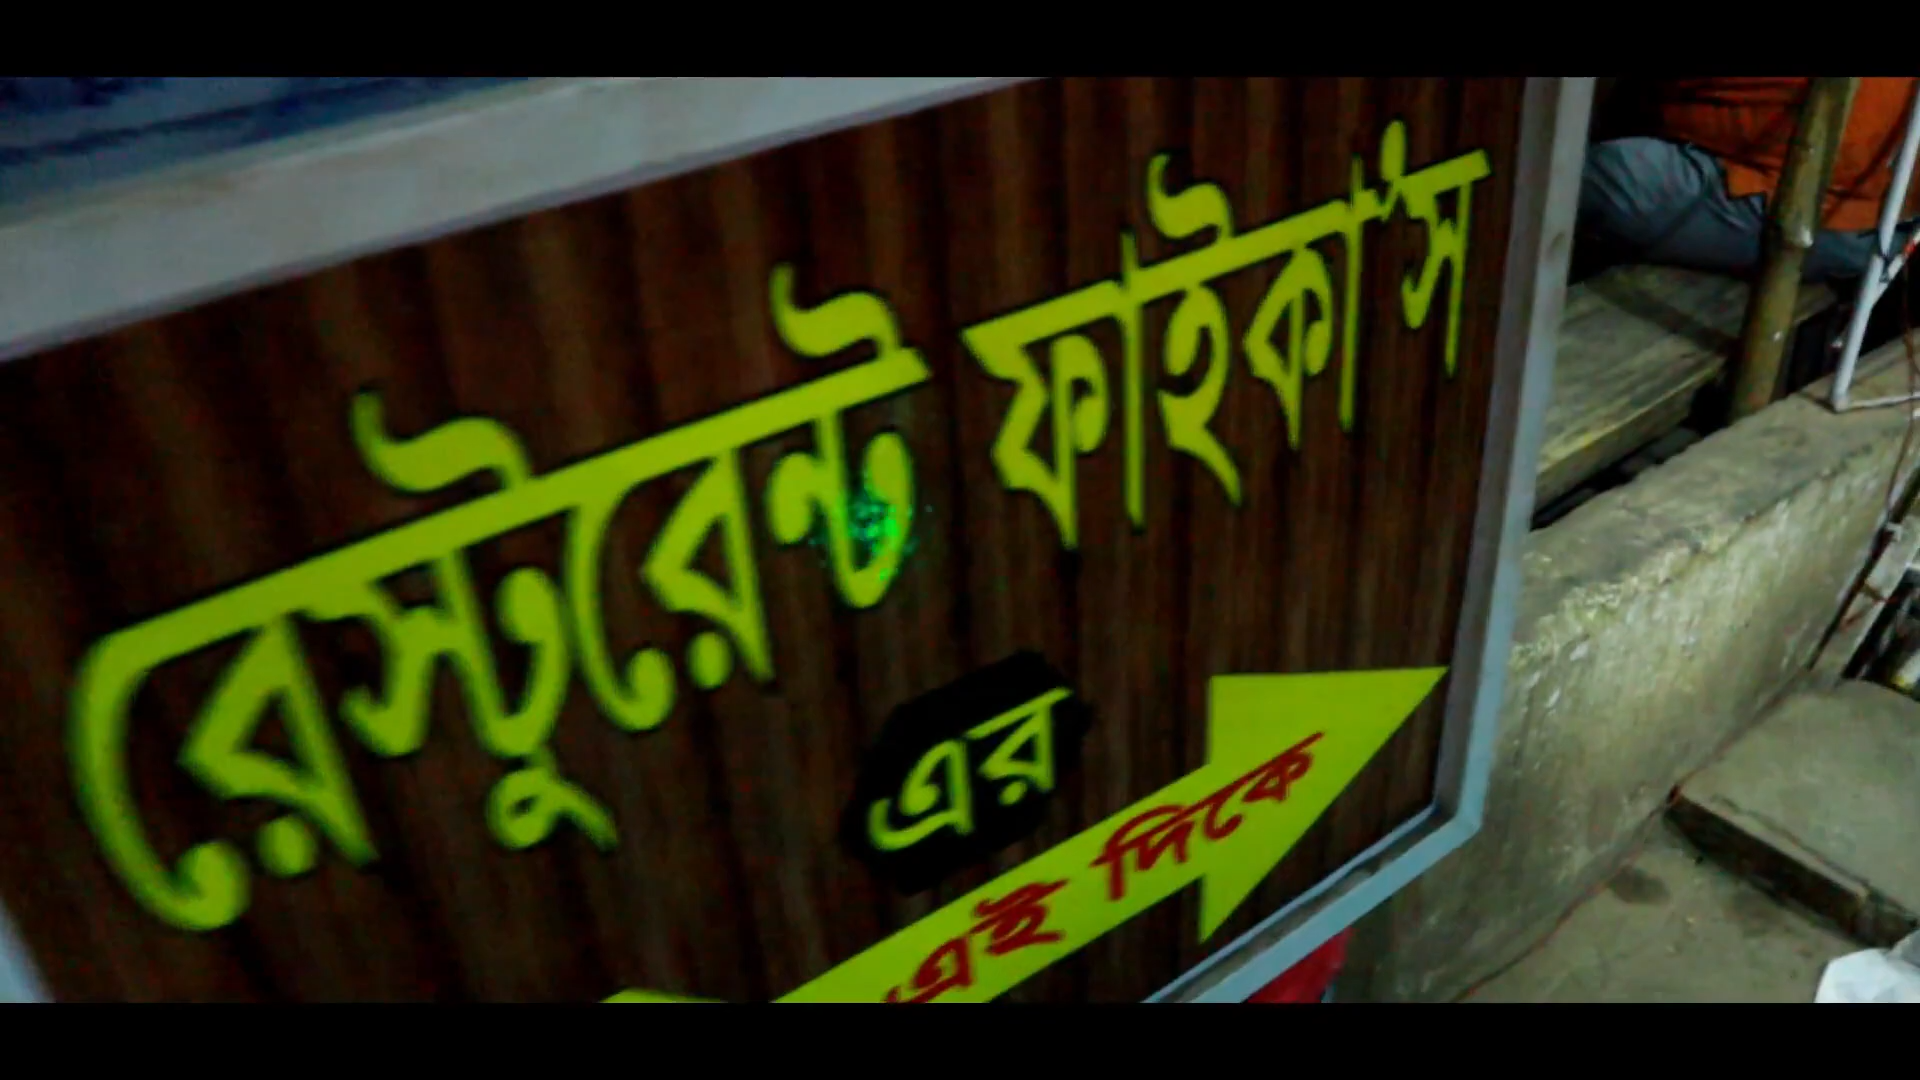 রেস্টুরেন্ট ফাইকা'স
এর
এই দিকে